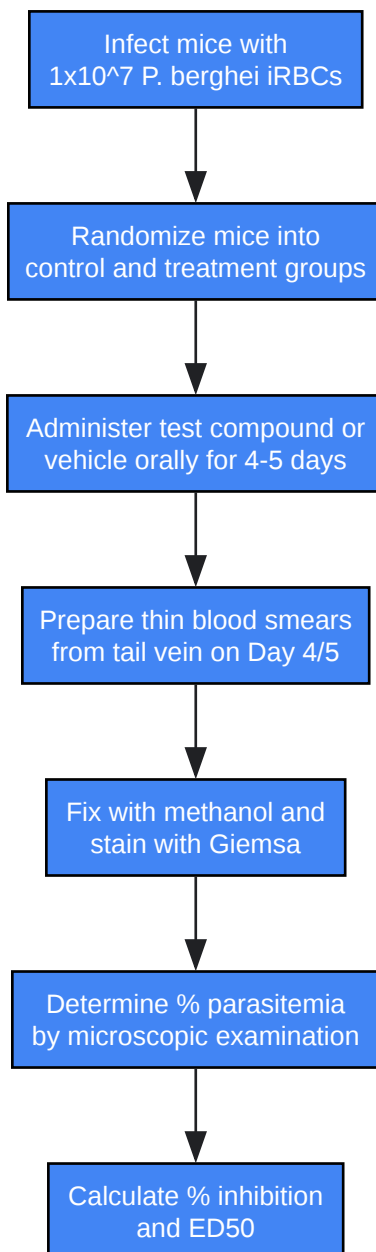 Infect mice with
1x10^7 P. berghei iRBCs
Randomize mice into
control and treatment groups
Administer test compound or
vehicle orally for 4-5 days
Prepare thin blood smears
from tail vein on Day 4/5
Fix with methanol and
stain with Giemsa
Determine % parasitemia
by microscopic examination
Calculate % inhibition
and ED50